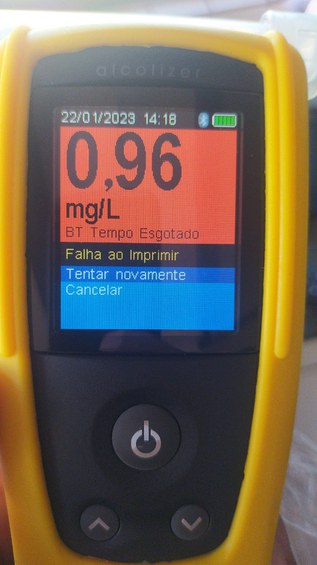 alcolizer
22/01/2023 14:18
0,96
mg/L
BT Tempo Esgotado
Falha ao Imprimir
Tentar novamente
Cancelar